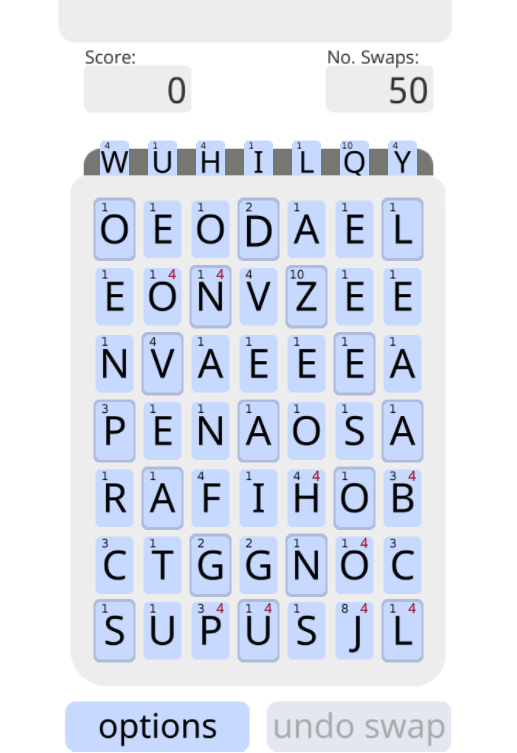 Score: No. Swaps:
0 50
4 1 4 1 1 10 4
W U H I L Q Y
1 1 1 2 1 1 1
O E O D A E L
1 1 4 1 4 4 10 1 1
E O N V Z E E
1 4 1 1 1 1 1
N V A E E E A
3 1 1 1 1 1 1
P E N A O S A
1 1 4 1 4 4 1 3 4
R A F I H O B
3 1 2 2 1 1 4 3
C T G G N O C
1 1 3 4 1 4 1 8 4 1 4
S U P U S J L
options undo swap